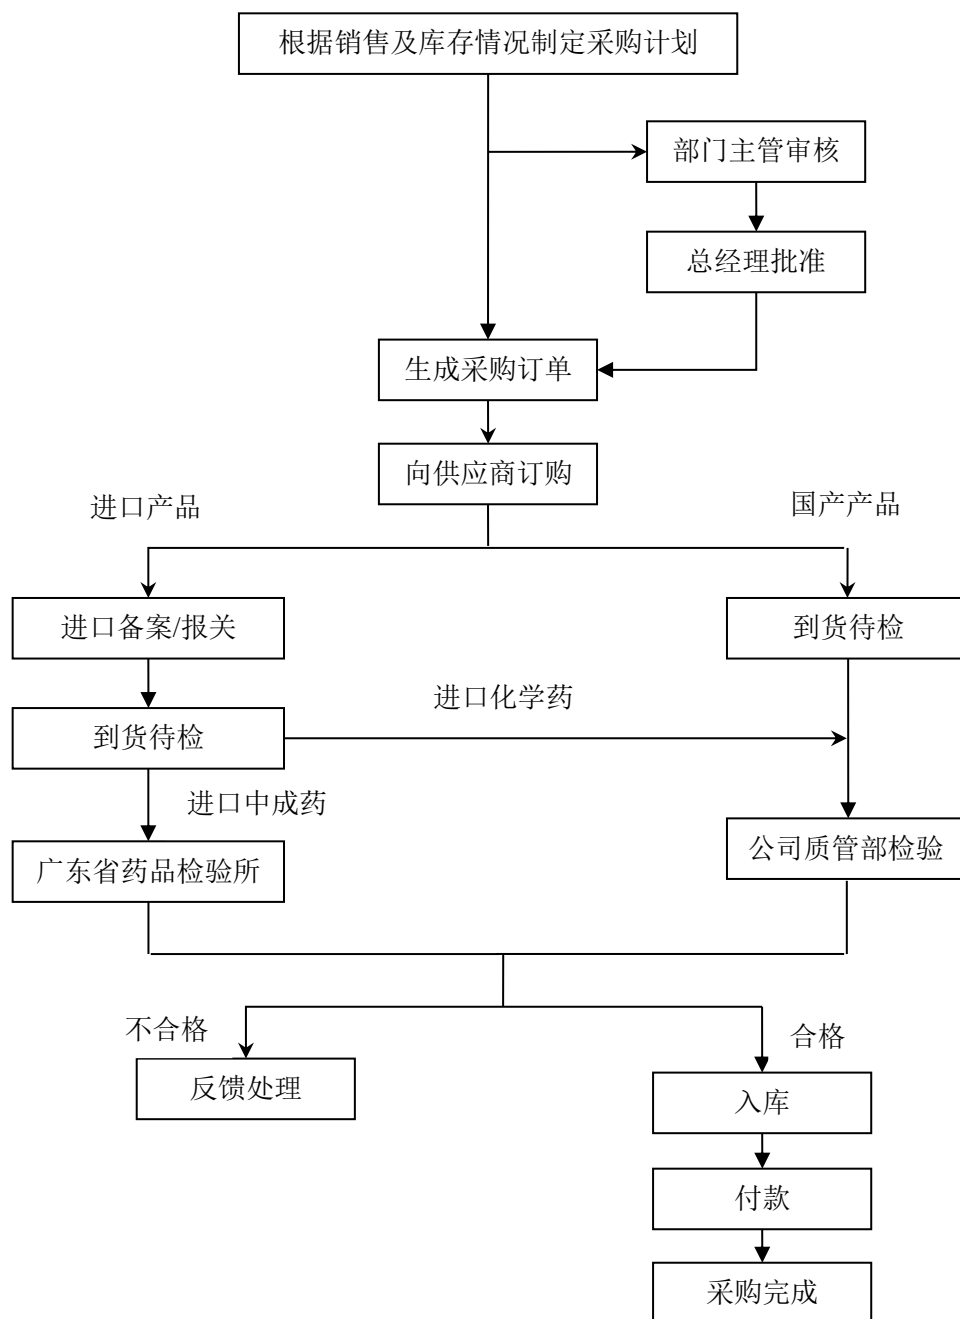 根据销售及库存情况制定采购计划
部门主管审核
总经理批准
生成采购订单
向供应商订购
进口产品
国产产品
进口备案/报关
到货待检
进口化学药
到货待检
进口中成药
公司质管部检验
广东省药品检验所
不合格
合格
反馈处理
入库
付款
采购完成